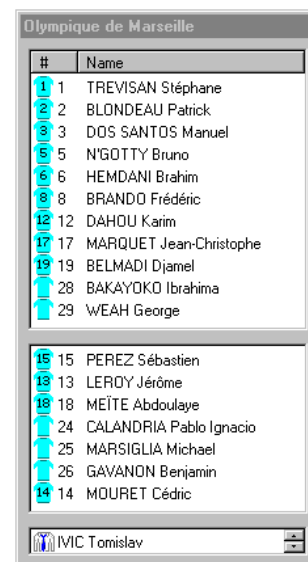 Olympique de Marseille
# Name
1 1 TREVISAN Stéphane
2 2 BLONDEAU Patrick
3 3 DOS SANTOS Manuel
5 5 N'GOTTY Bruno
6 6 HEMDANI Brahim
8 8 BRANDO Frédéric
12 12 DAHOU Karim
17 17 MARQUET Jean-Christophe
19 19 BELMADI Djamel
28 BAKAYOKO Ibrahima
29 WEAH George
15 15 PEREZ Sébastien
13 13 LEROY Jérôme
18 18 MEÏTE Abdoulaye
24 CALANDRIA Pablo Ignacio
25 MARSIGLIA Michael
26 GAVANON Benjamin
14 14 MOURET Cédric
IVIC Tomislav